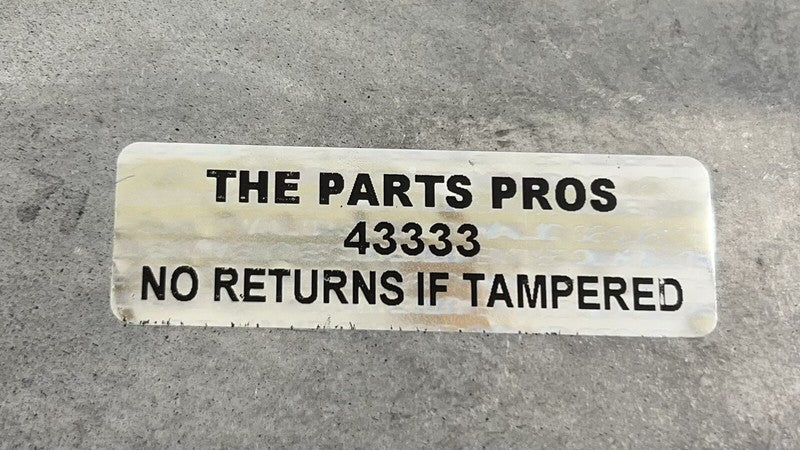 THE PARTS PROS
43333
NO RETURNS IF TAMPERED